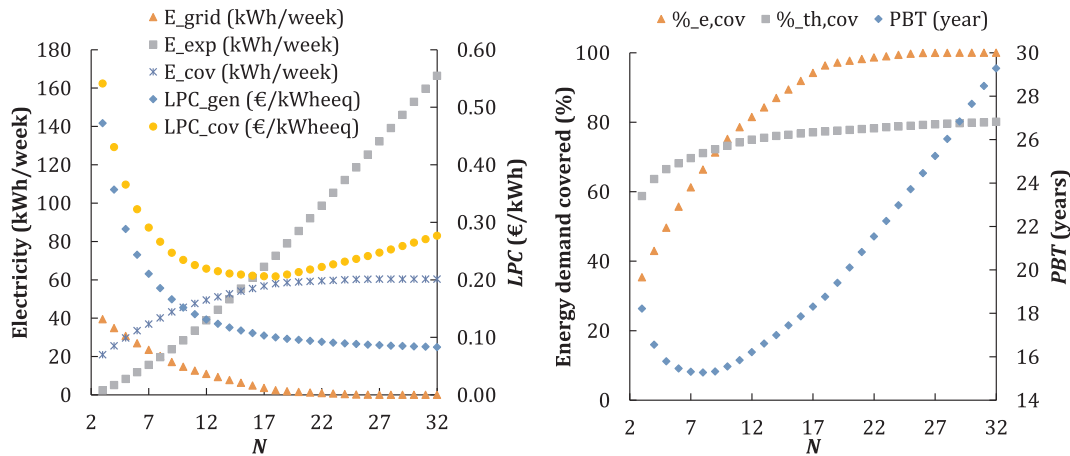 E_grid (kWh/week)
E_exp (kWh/week)
E_cov (kWh/week)
LPC_gen (€/kWheeq)
LPC_cov (€/kWheeq)
Electricity (kWh/week)
180
160
140
120
100
80
60
40
20
0
0.60
0.50
0.40
0.30
0.20
0.10
0.00
LPC (€/kWh)
2 7 12 17 22 27 32
N
%_e,cov %_th,cov PBT (year)
Energy demand covered (%)
100
80
60
40
20
0
30
28
26
24
22
20
18
16
14
PBT (years)
2 7 12 17 22 27 32
N